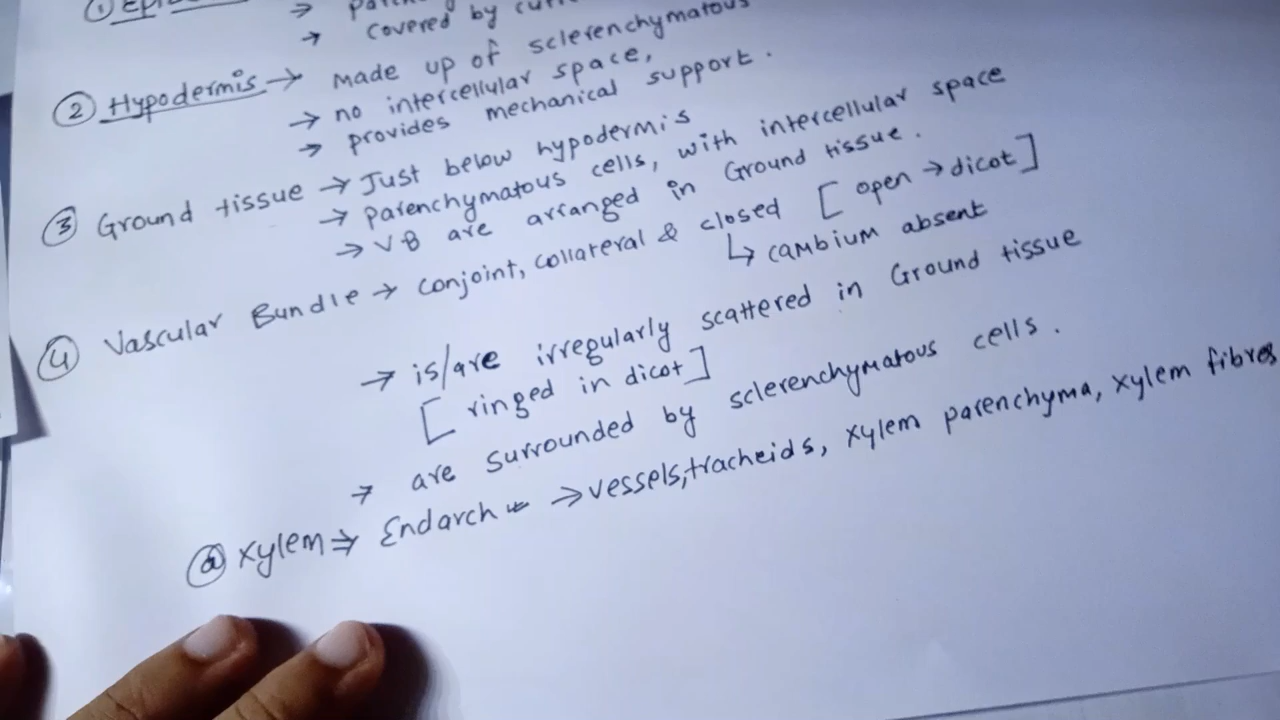 ①
→
→ covered by
② Hypodermis → made up of sclerenchymatous
→ no intercellular space,
→ provides mechanical support.
③ Ground tissue → Just below hypodermis
→ parenchymatous cells, with intercellular space
→ VB are arranged in Ground tissue.
④ Vascular Bundle → conjoint, collateral & closed [open → dicot]
↳ cambium absent
→ is/are irregularly scattered in Ground tissue
[ringed in dicot]
→ are surrounded by sclerenchymatous cells.
ⓐ Xylem ⇒ Endarch → vessels, tracheids, xylem parenchyma, xylem fibres